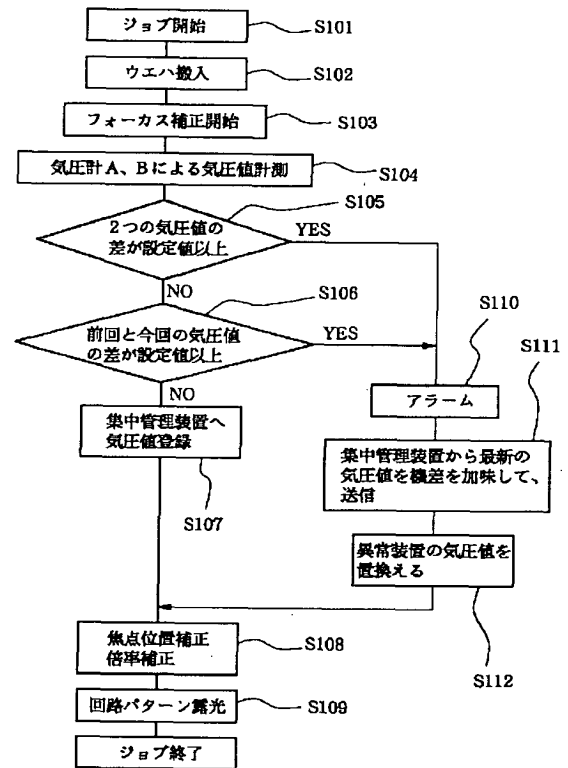 ジョブ開始
S101
ウエハ搬入
S102
フォーカス補正開始
S103
気圧計A、Bによる気圧値計測
S104
S105
2つの気圧値の
差が設定値以上
YES
NO
S106
前回と今回の気圧値
の差が設定値以上
YES
NO
集中管理装置へ
気圧値登録
S107
S110
アラーム
S111
集中管理装置から最新の
気圧値を機差を加味して、
送信
異常装置の気圧値を
置換える
S112
焦点位置補正
倍率補正
S108
回路パターン露光
S109
ジョブ終了